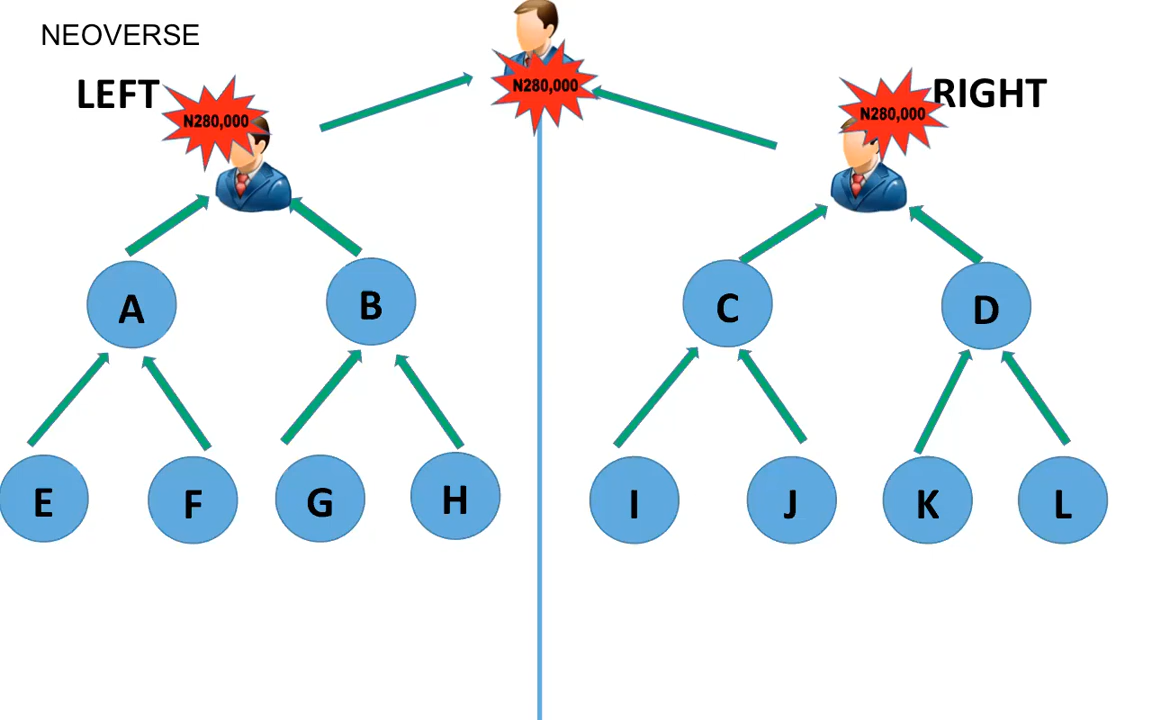 NEOVERSE
LEFT
RIGHT
N280,000
N280,000
N280,000
A
B
C
D
E
F
G
H
I
J
K
L